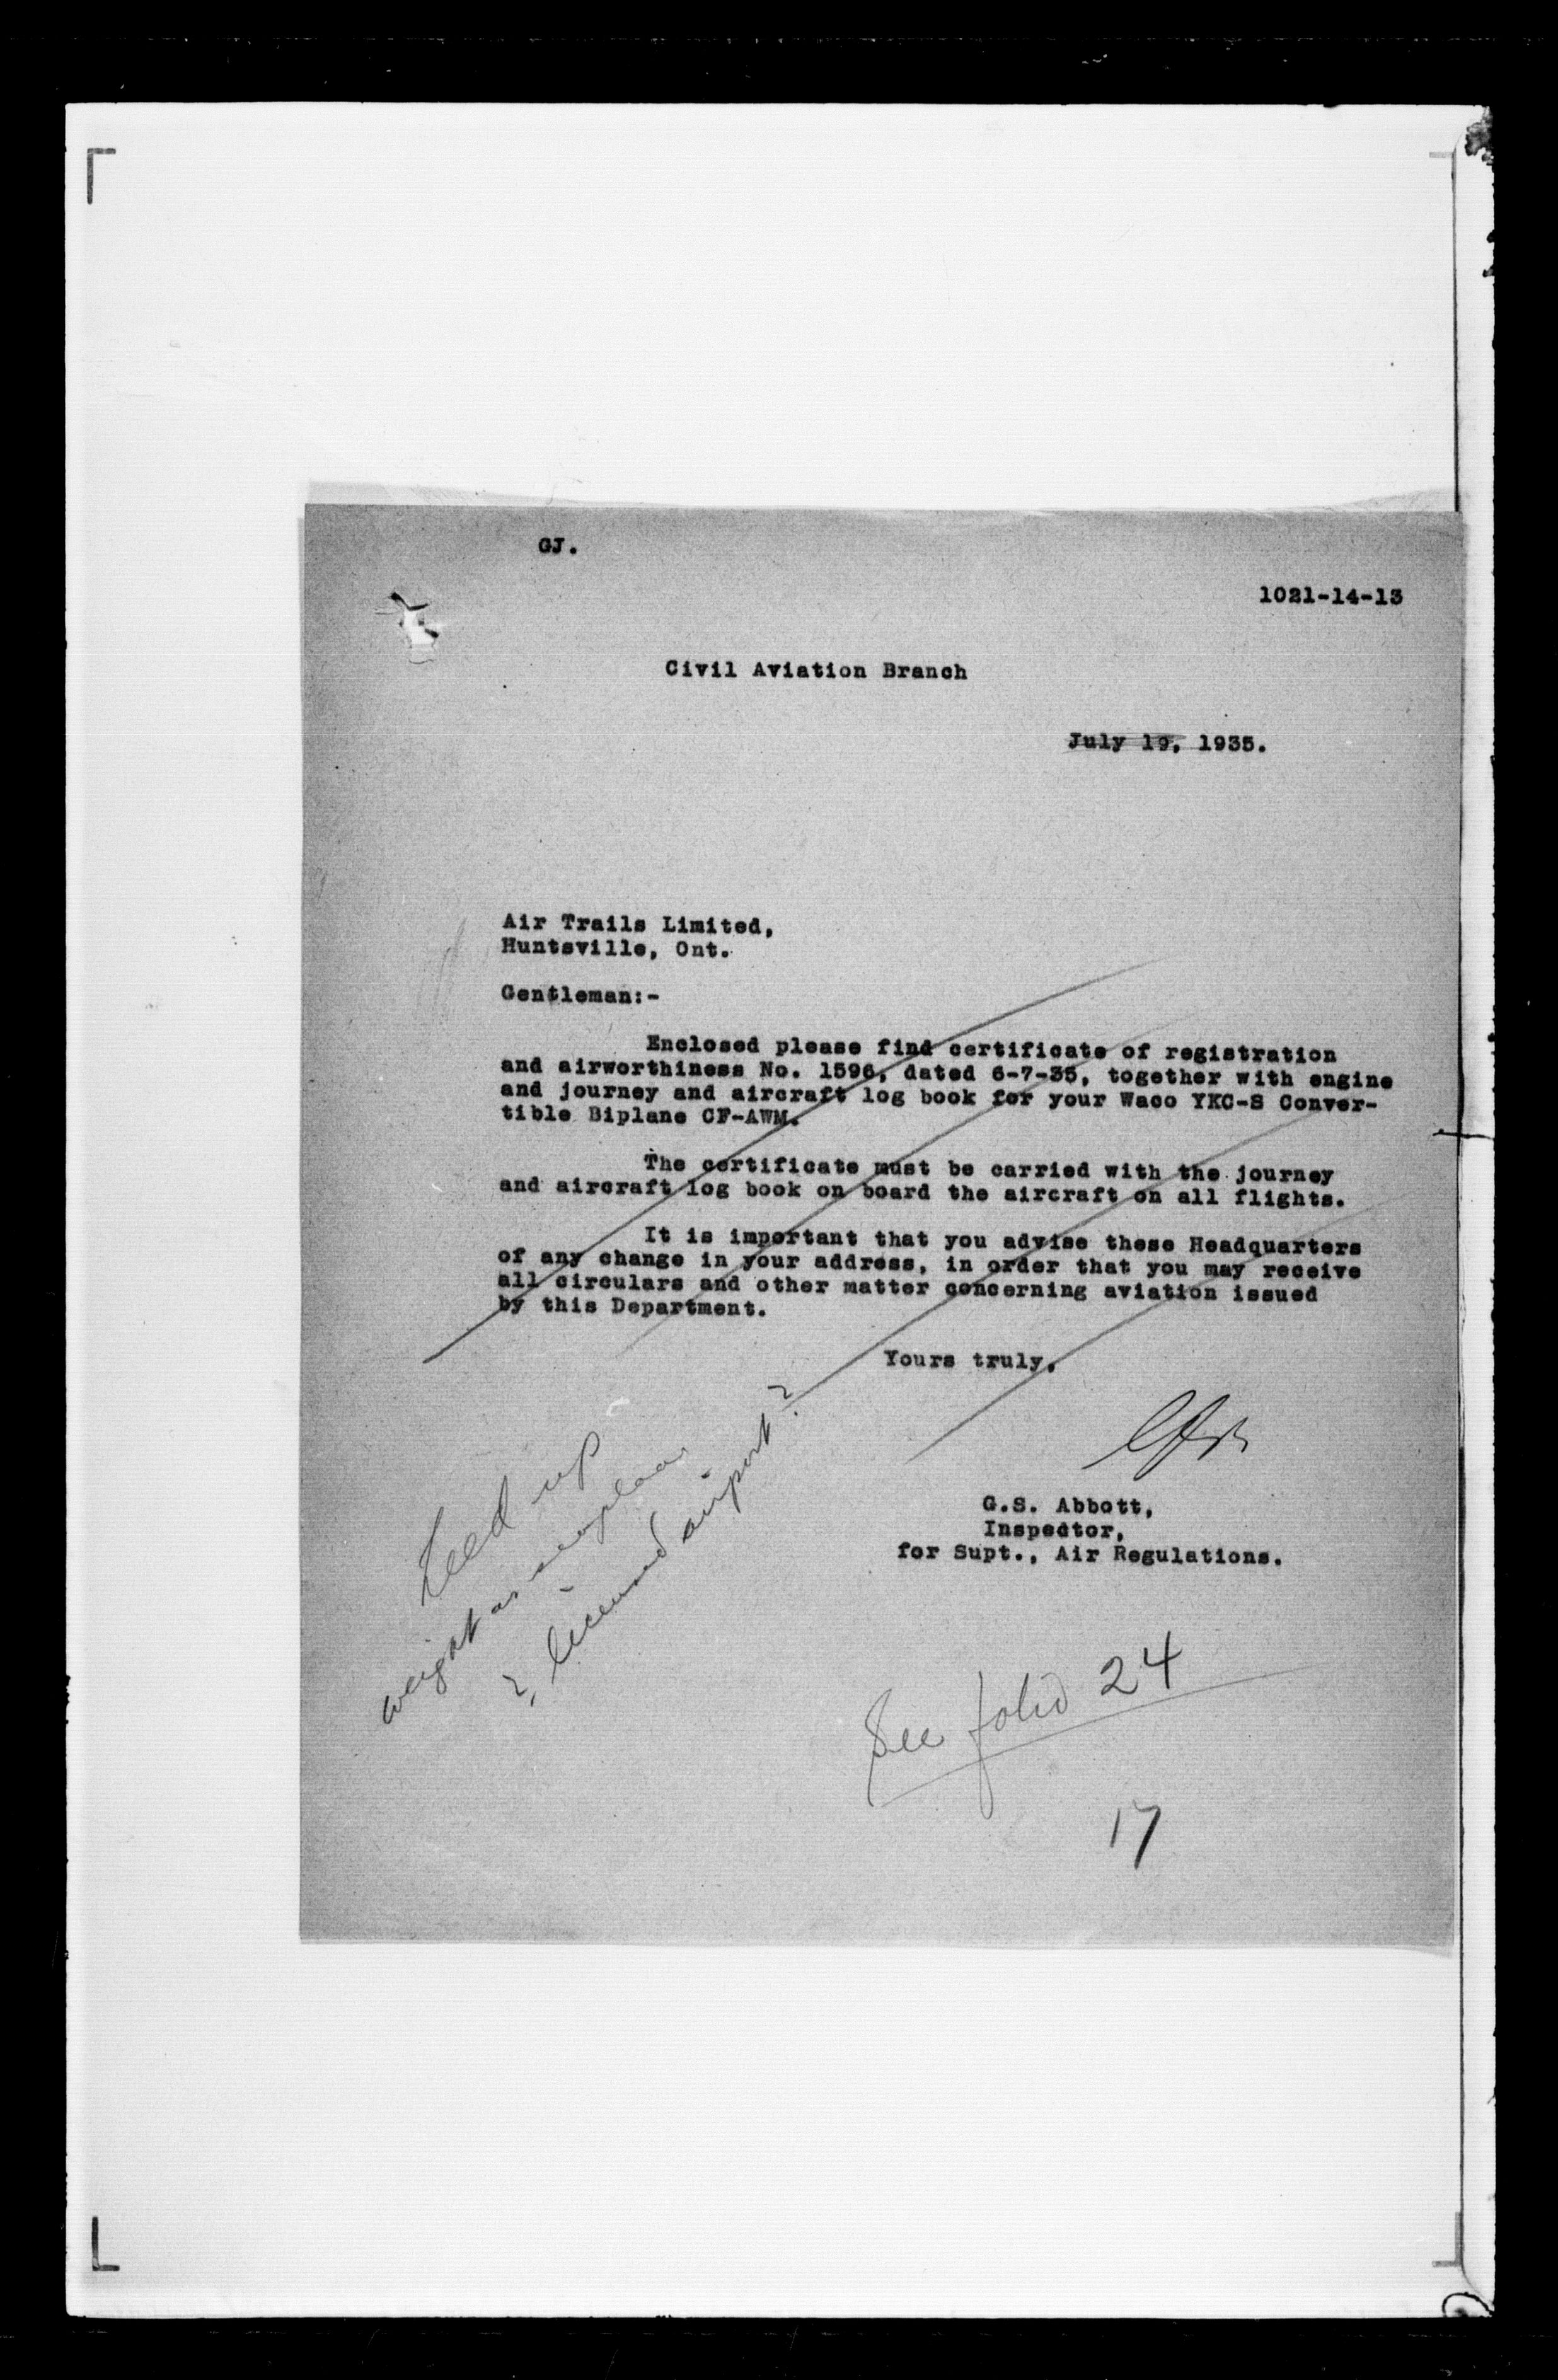 GJ.
1021-14-13
Civil Aviation Branch
July 19, 1935.
Air Trails Limited,
Huntsville, Ont.
Gentleman:-
Enclosed please find certificate of registration
and airworthiness No. 1596, dated 6-7-35, together with engine
and journey and aircraft log book for your Waco YKC-S Conver-
tible Biplane CF-AWM.
The certificate must be carried with the journey
and aircraft log book on board the aircraft on all flights.
It is important that you advise these Headquarters
of any change in your address, in order that you may receive
all circulars and other matter concerning aviation issued
by this Department.
Yours truly,
G.S. Abbott,
Inspector,
for Supt., Air Regulations.
up
weight as seaplane
? licensed airport?
See folio 24
17